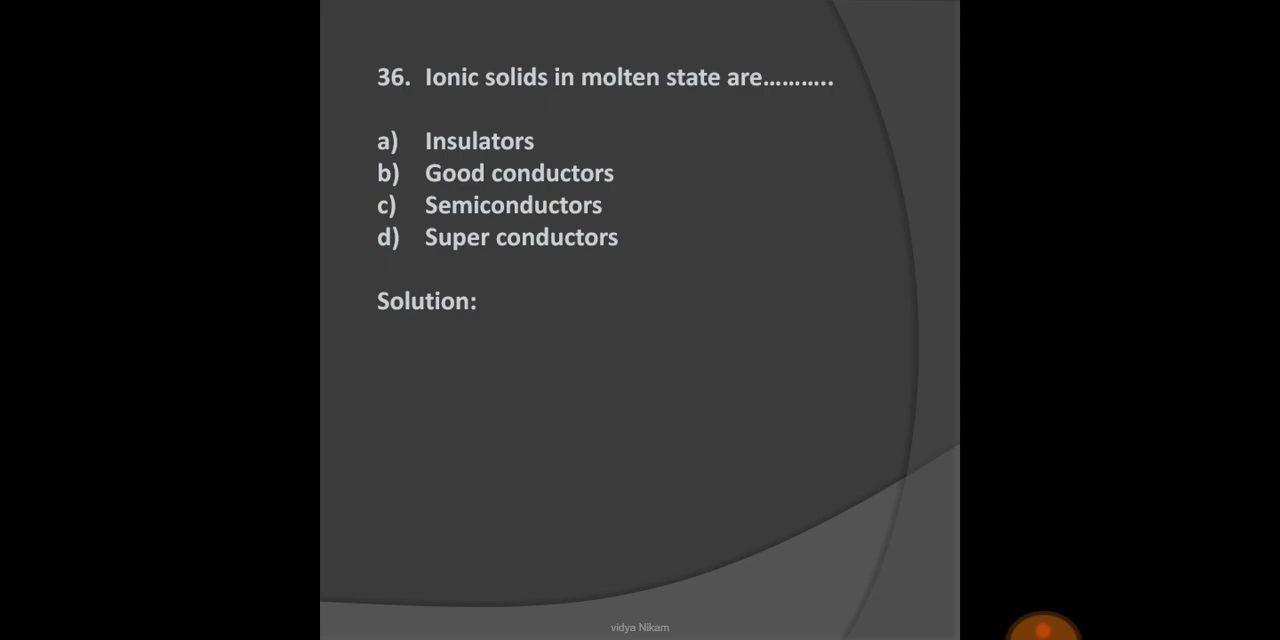 36. Ionic solids in molten state are………..
a) Insulators
b) Good conductors
c) Semiconductors
d) Super conductors
Solution:
vidya Nikam